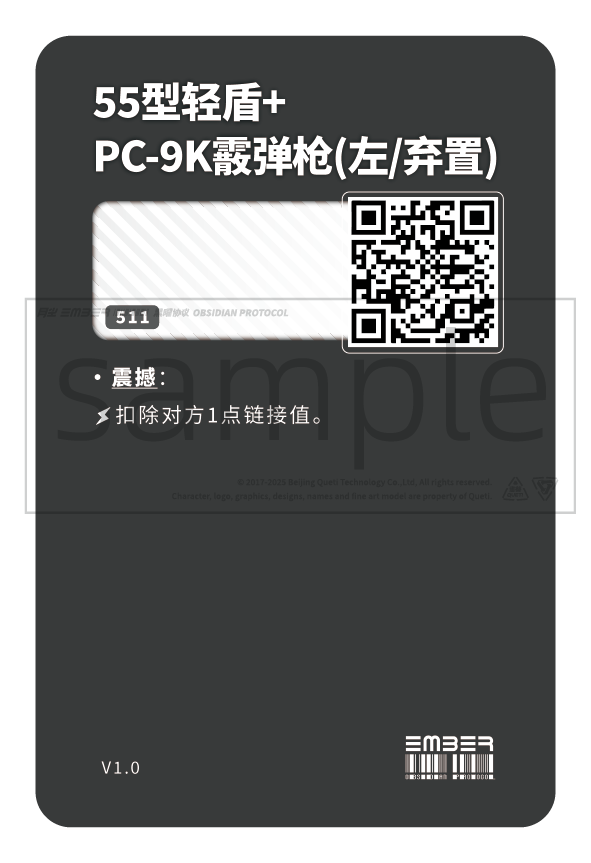 55型轻盾+
PC-9K霰弹枪(左/弃置)
511
黑曜协议 OBSIDIAN PROTOCOL
sample
• 震撼:
⚡扣除对方1点链接值。
© 2017-2025 Beijing Quetl Technology Co.,Ltd. All rights reserved.
Character, logo, graphics, designs, names and line on model are property of Quetl
EMBER
V1.0